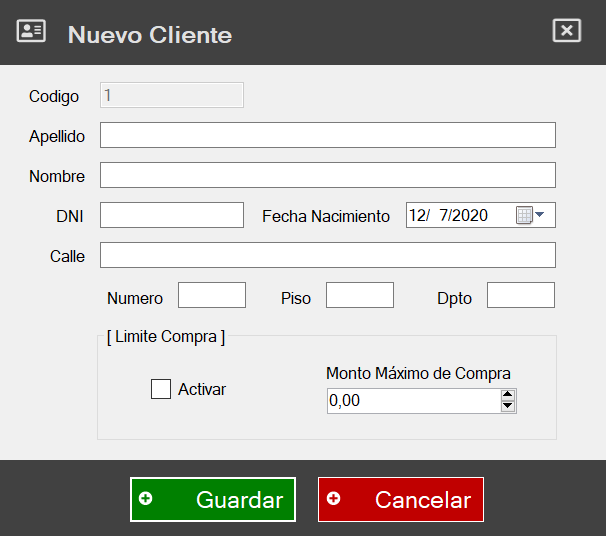 Nuevo Cliente
Codigo 1
Apellido
Nombre
DNI Fecha Nacimiento 12/ 7/2020
Calle
Numero Piso Dpto
[ Limite Compra ]
Monto Máximo de Compra
Activar
0,00
Guardar Cancelar